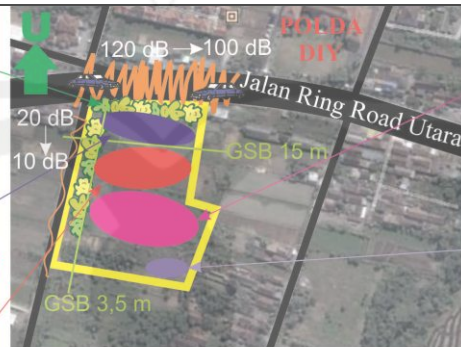 U
120 dB → 100 dB
POLDA
DIY
Jalan Ring Road Utara
20 dB
↓
10 dB
GSB 15 m
GSB 3,5 m